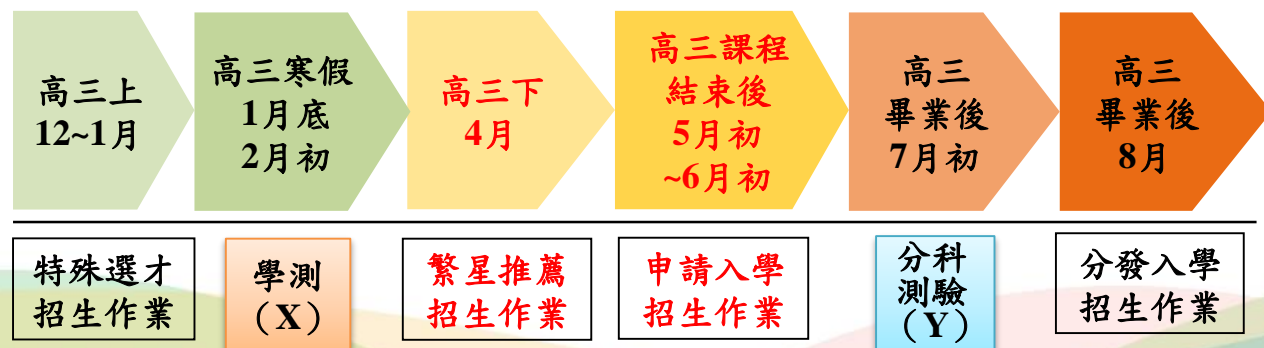 高三上
12~1月
高三寒假
1月底
2月初
高三下
4月
高三課程
結束後
5月初
~6月初
高三
畢業後
7月初
高三
畢業後
8月
特殊選才
招生作業
學測
（X）
繁星推薦
招生作業
申請入學
招生作業
分科
測驗
（Y）
分發入學
招生作業